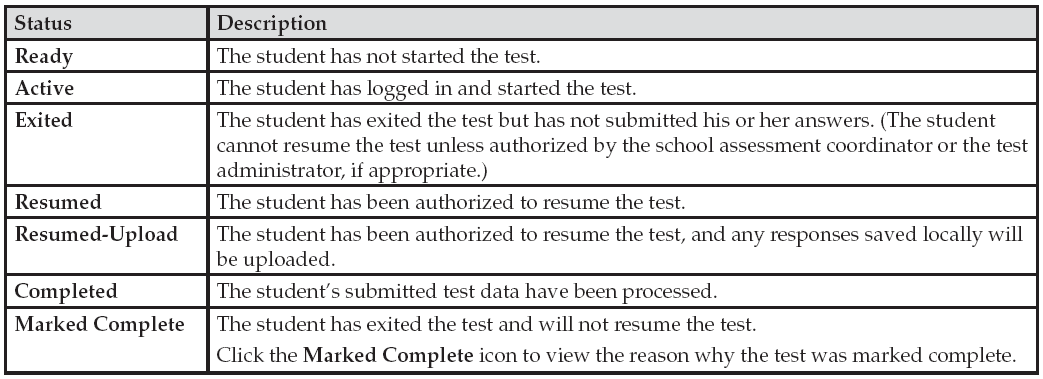 Status Description
Ready The student has not started the test.
Active The student has logged in and started the test.
Exited The student has exited the test but has not submitted his or her answers. (The student
cannot resume the test unless authorized by the school assessment coordinator or the test
administrator, if appropriate.)
Resumed The student has been authorized to resume the test.
Resumed-Upload The student has been authorized to resume the test, and any responses saved locally will
be uploaded.
Completed The student’s submitted test data have been processed.
Marked Complete The student has exited the test and will not resume the test.
Click the Marked Complete icon to view the reason why the test was marked complete.